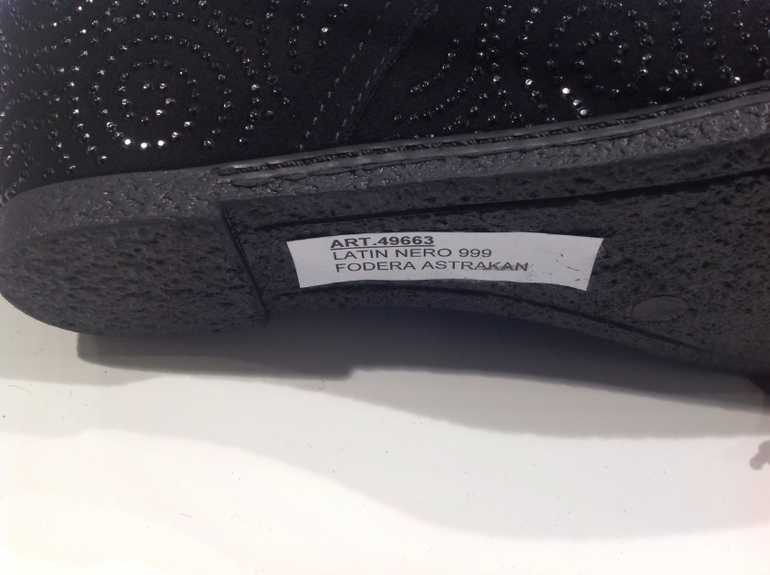 ART.49663
LATIN NERO 999
FODERA ASTRAKAN